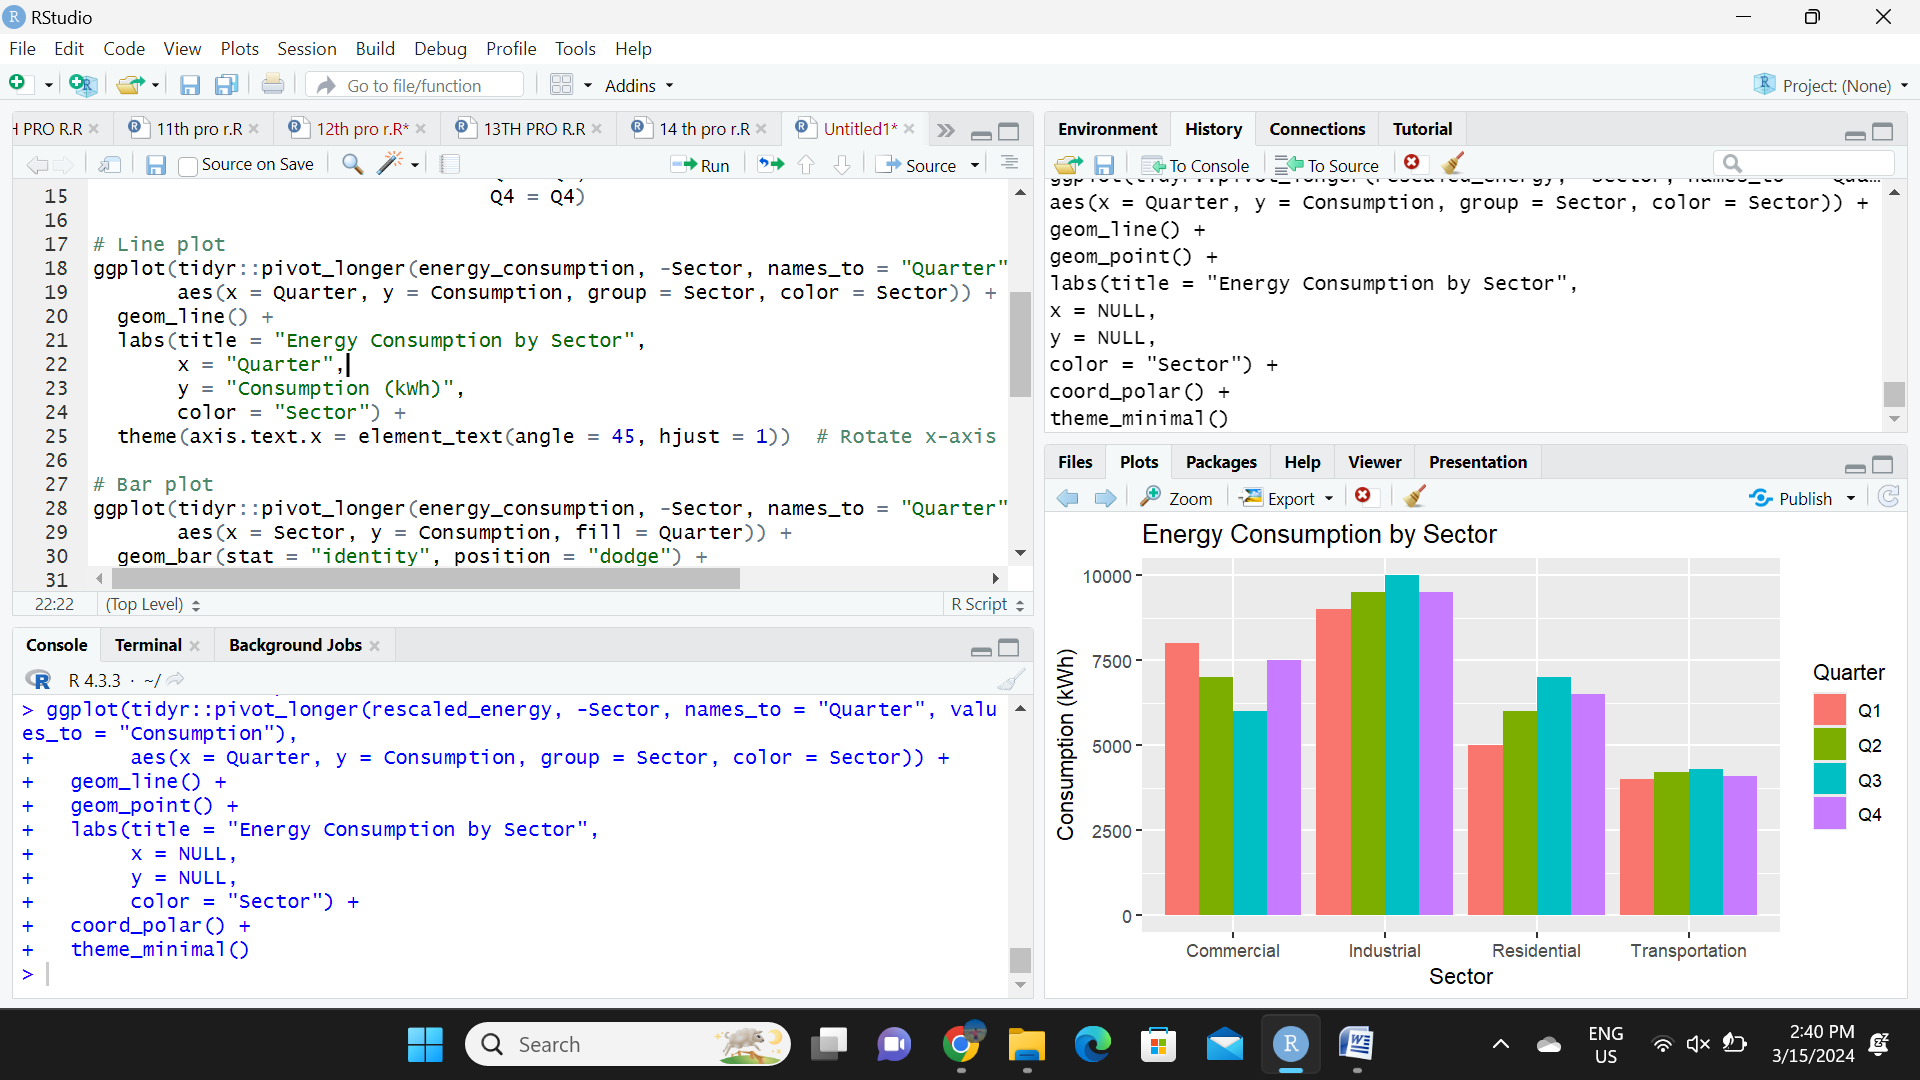 RStudio
File Edit Code View Plots Session Build Debug Profile Tools Help
Go to file/function Addins Project: (None)
PRO R.R 11th pro r.R 12th pro r.R* 13TH PRO R.R 14 th pro r.R Untitled1*
Source on Save Run Source
15 Q4 = Q4)
16
17 # Line plot
18 ggplot(tidyr::pivot_longer(energy_consumption, -Sector, names_to = "Quarter"
19 aes(x = Quarter, y = Consumption, group = Sector, color = Sector)) +
20 geom_line() +
21 labs(title = "Energy Consumption by Sector",
22 x = "Quarter",
23 y = "Consumption (kWh)",
24 color = "Sector") +
25 theme(axis.text.x = element_text(angle = 45, hjust = 1)) # Rotate x-axis
26
27 # Bar plot
28 ggplot(tidyr::pivot_longer(energy_consumption, -Sector, names_to = "Quarter"
29 aes(x = Sector, y = Consumption, fill = Quarter)) +
30 geom_bar(stat = "identity", position = "dodge") +
31
22:22 (Top Level) R Script
Console Terminal Background Jobs
R 4.3.3 · ~/
> ggplot(tidyr::pivot_longer(rescaled_energy, -Sector, names_to = "Quarter", valu
es_to = "Consumption"),
+ aes(x = Quarter, y = Consumption, group = Sector, color = Sector)) +
+ geom_line() +
+ geom_point() +
+ labs(title = "Energy Consumption by Sector",
+ x = NULL,
+ y = NULL,
+ color = "Sector") +
+ coord_polar() +
+ theme_minimal()
>
Environment History Connections Tutorial
To Console To Source
ggplot(tidyr::pivot_longer(rescaled_energy, -Sector, names_to = "Qua...
aes(x = Quarter, y = Consumption, group = Sector, color = Sector)) +
geom_line() +
geom_point() +
labs(title = "Energy Consumption by Sector",
x = NULL,
y = NULL,
color = "Sector") +
coord_polar() +
theme_minimal()
Files Plots Packages Help Viewer Presentation
Zoom Export Publish
Energy Consumption by Sector
Consumption (kWh)
10000
7500
5000
2500
0
Commercial Industrial Residential Transportation
Sector
Quarter
Q1
Q2
Q3
Q4
Search
ENG
US
2:40 PM
3/15/2024